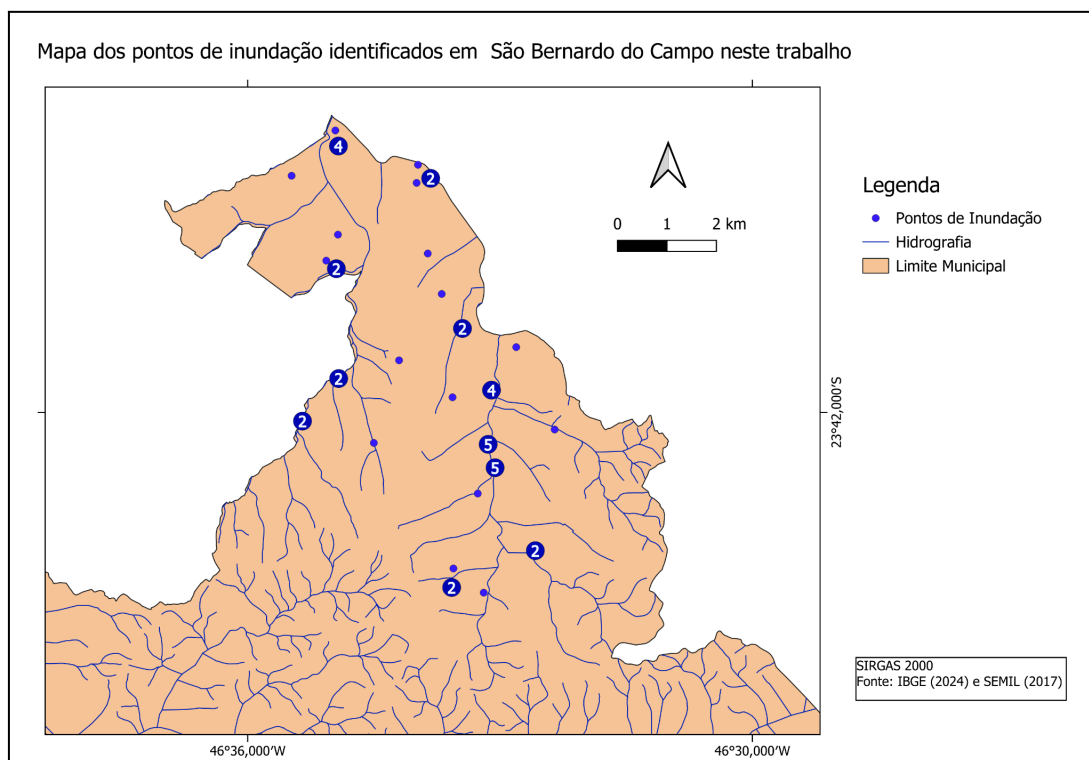 Mapa dos pontos de inundação identificados em  São Bernardo do Campo neste trabalho
4
2
2
2
2
4
2
5
5
2
2
0 1 2 km
Legenda
Pontos de Inundação
Hidrografia
Limite Municipal
23°42,000'S
SIRGAS 2000
Fonte: IBGE (2024) e SEMIL (2017)
46°36,000'W 46°30,000'W